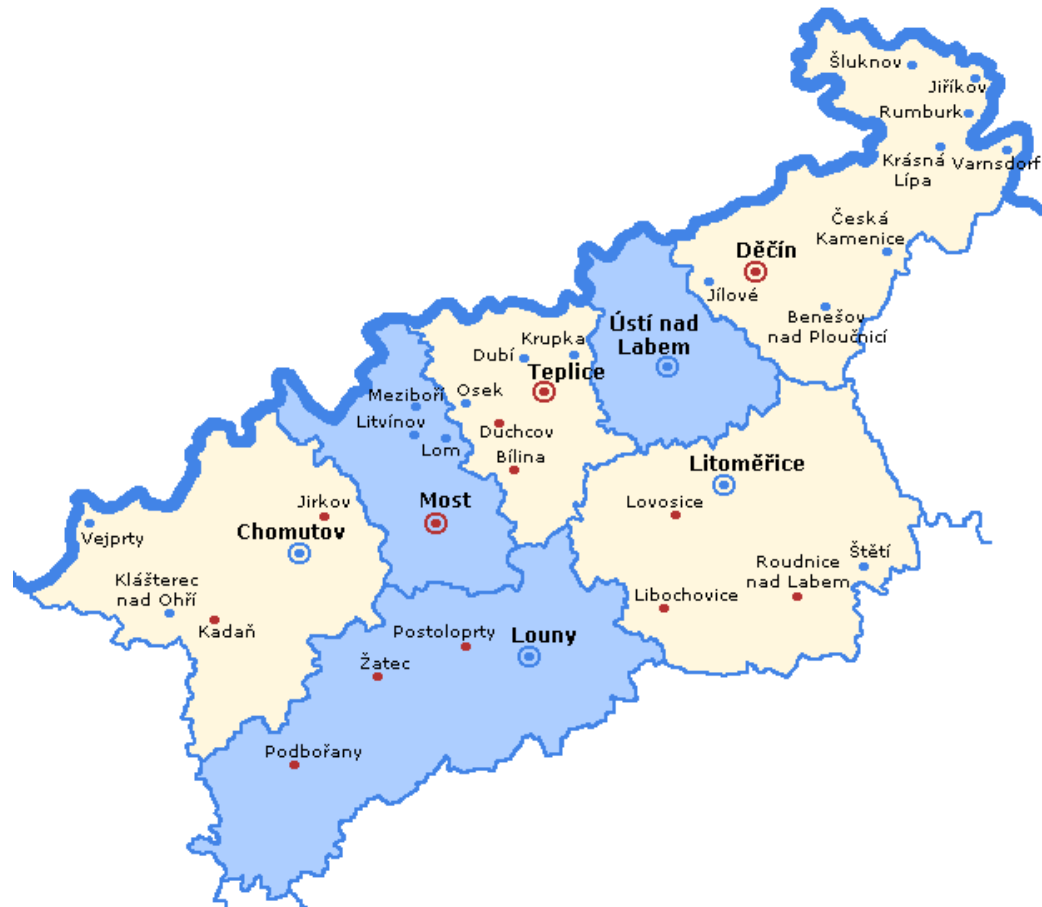 Šluknov
Jiříkov
Rumburk
Krásná
Lípa
Varnsdorf
Česká
Kamenice
Děčín
Jílové
Benešov
nad Ploučnicí
Ústí nad
Labem
Krupka
Dubí
Teplice
Meziboří
Osek
Litvínov
Duchcov
Lom
Bílina
Litoměřice
Most
Lovosice
Jirkov
Chomutov
Vejprty
Štětí
Roudnice
nad Labem
Klášterec
nad Ohří
Libochovice
Kadaň
Postoloprty
Louny
Žatec
Podbořany